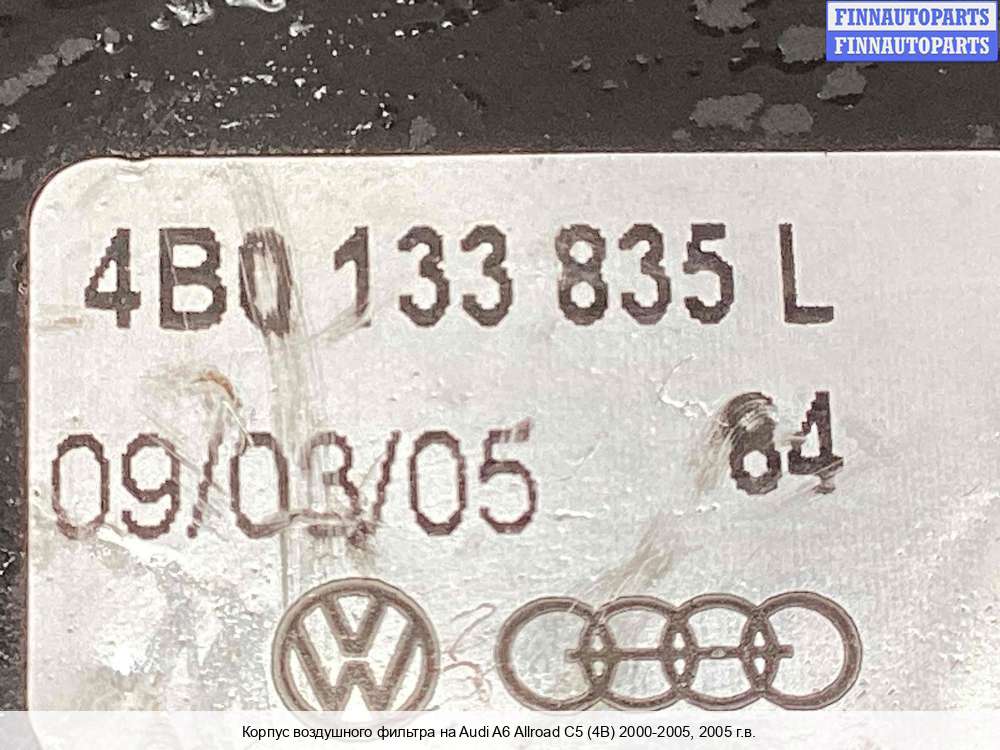 FINNAUTOPARTS
FINNAUTOPARTS
4B0 133 835 L
09/03/05 64
Корпус воздушного фильтра на Audi A6 Allroad C5 (4B) 2000-2005, 2005 г.в.